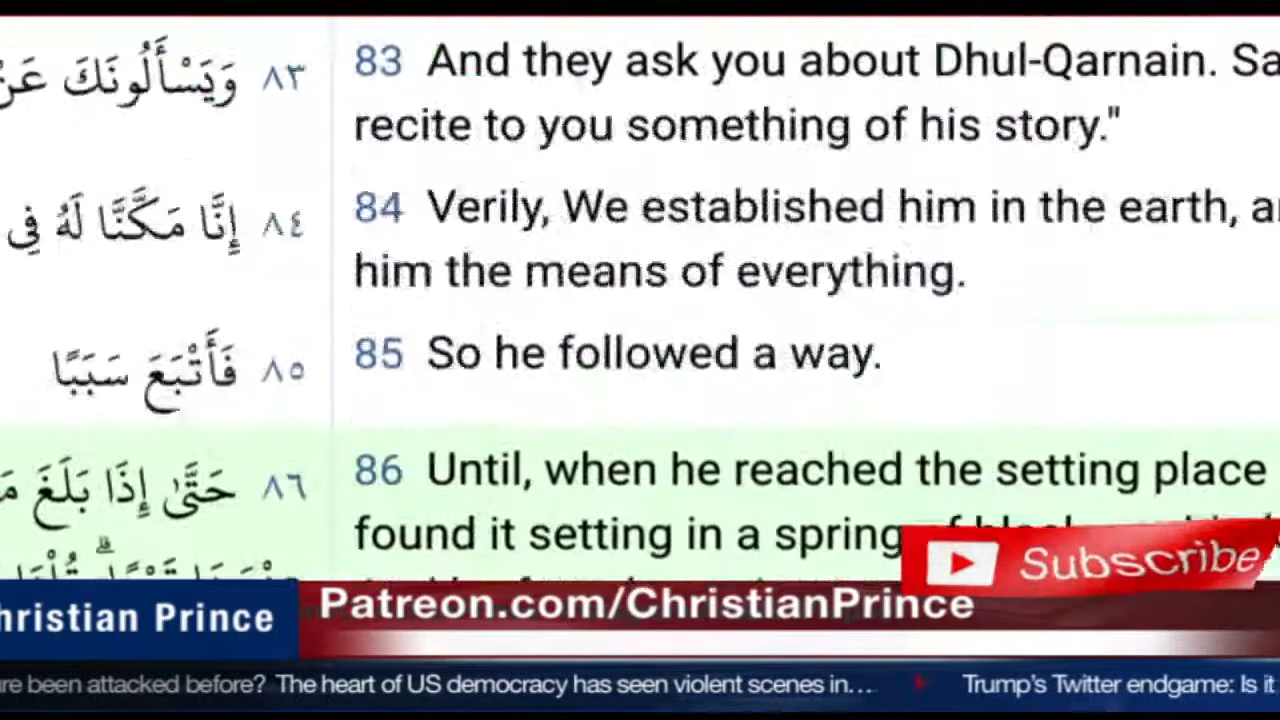 وَيَسْأَلُونَكَ عَن ٨٣
83 And they ask you about Dhul-Qarnain. Sa
recite to you something of his story."
إِنَّا مَكَّنَّا لَهُ فِي ٨٤
84 Verily, We established him in the earth, a
him the means of everything.
فَأَتْبَعَ سَبَبًا ٨٥
85 So he followed a way.
حَتَّىٰ إِذَا بَلَغَ ٨٦
86 Until, when he reached the setting place
found it setting in a spring of
Subscribe
hristian Prince
Patreon.com/ChristianPrince
re been attacked before? The heart of US democracy has seen violent scenes in… Trump's Twitter endgame: Is it